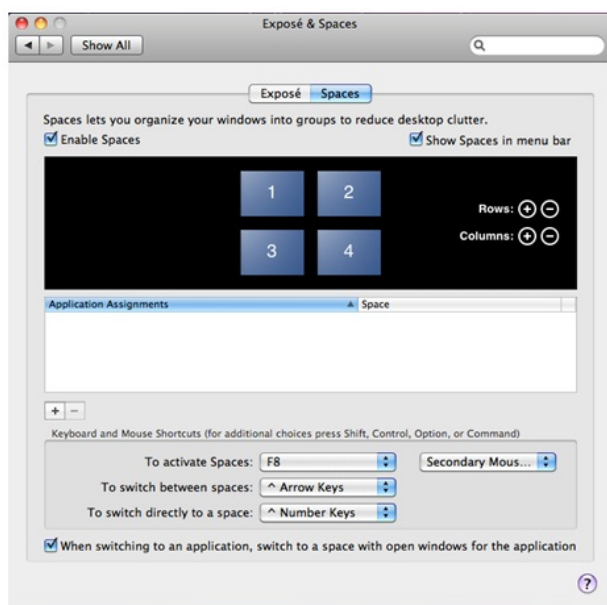 Exposé & Spaces
Show All
Exposé Spaces
Spaces lets you organize your windows into groups to reduce desktop clutter.
Enable Spaces Show Spaces in menu bar
1 2
Rows:
Columns:
3 4
Application Assignments Space
Keyboard and Mouse Shortcuts (for additional choices press Shift, Control, Option, or Command)
To activate Spaces: F8 Secondary Mous...
To switch between spaces: ^ Arrow Keys
To switch directly to a space: ^ Number Keys
When switching to an application, switch to a space with open windows for the application
?